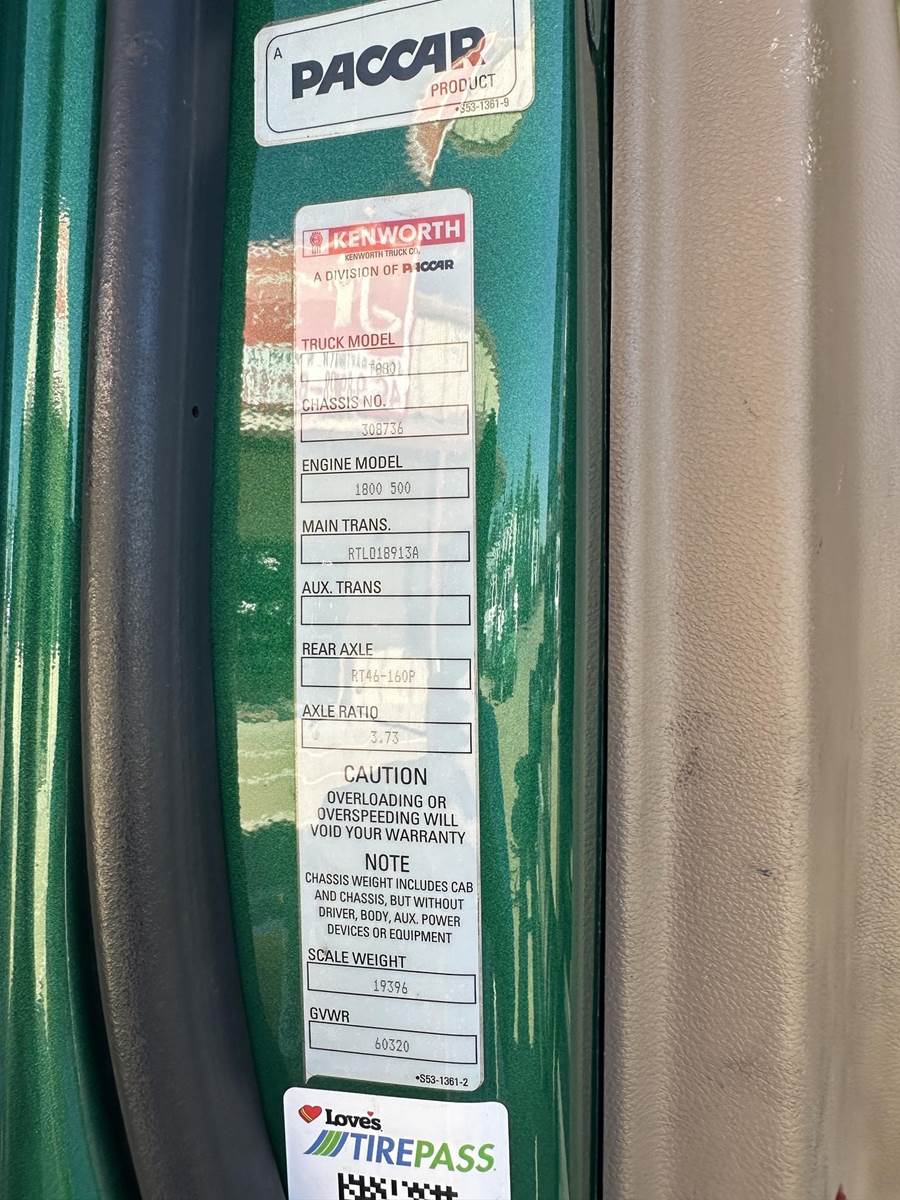 A
PACCAR
PRODUCT
•S53-1361-9
KENWORTH
KENWORTH TRUCK CO.
A DIVISION OF PACCAR
TRUCK MODEL
CHASSIS NO.
308736
ENGINE MODEL
1800 500
MAIN TRANS.
RTLO18913A
AUX. TRANS
REAR AXLE
RT46-160P
AXLE RATIO
3.73
CAUTION
OVERLOADING OR
OVERSPEEDING WILL
VOID YOUR WARRANTY
NOTE
CHASSIS WEIGHT INCLUDES CAB
AND CHASSIS, BUT WITHOUT
DRIVER, BODY, AUX. POWER
DEVICES OR EQUIPMENT
SCALE WEIGHT
19396
GVWR
60320
•S53-1361-2
Love's
TIREPASS